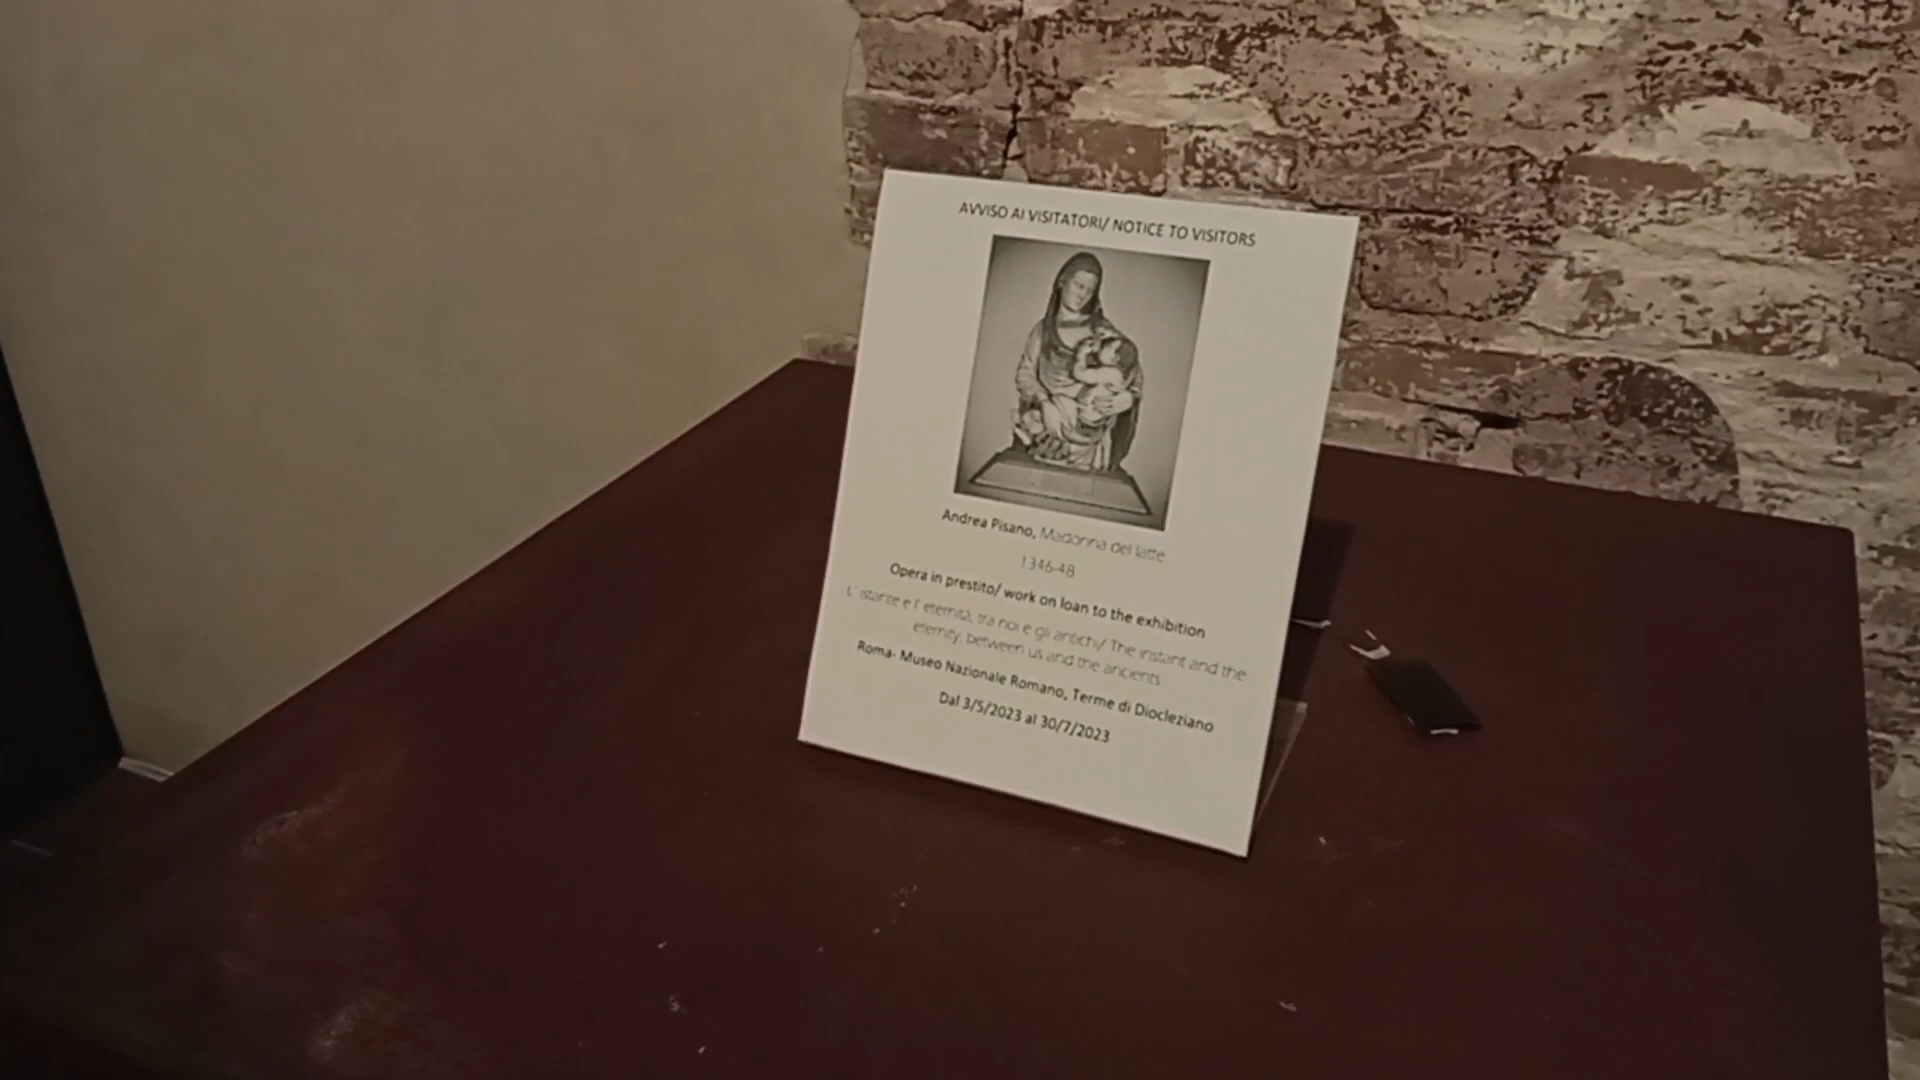 AVVISO AI VISITATORI/ NOTICE TO VISITORS
Andrea Pisano, Madonna del latte
1346-48
Opera in prestito/ work on loan to the exhibition
L' istante e l' eternità, tra noi e gli antichi/ The instant and the
eternity, between us and the ancients
Roma- Museo Nazionale Romano, Terme di Diocleziano
Dal 3/5/2023 al 30/7/2023